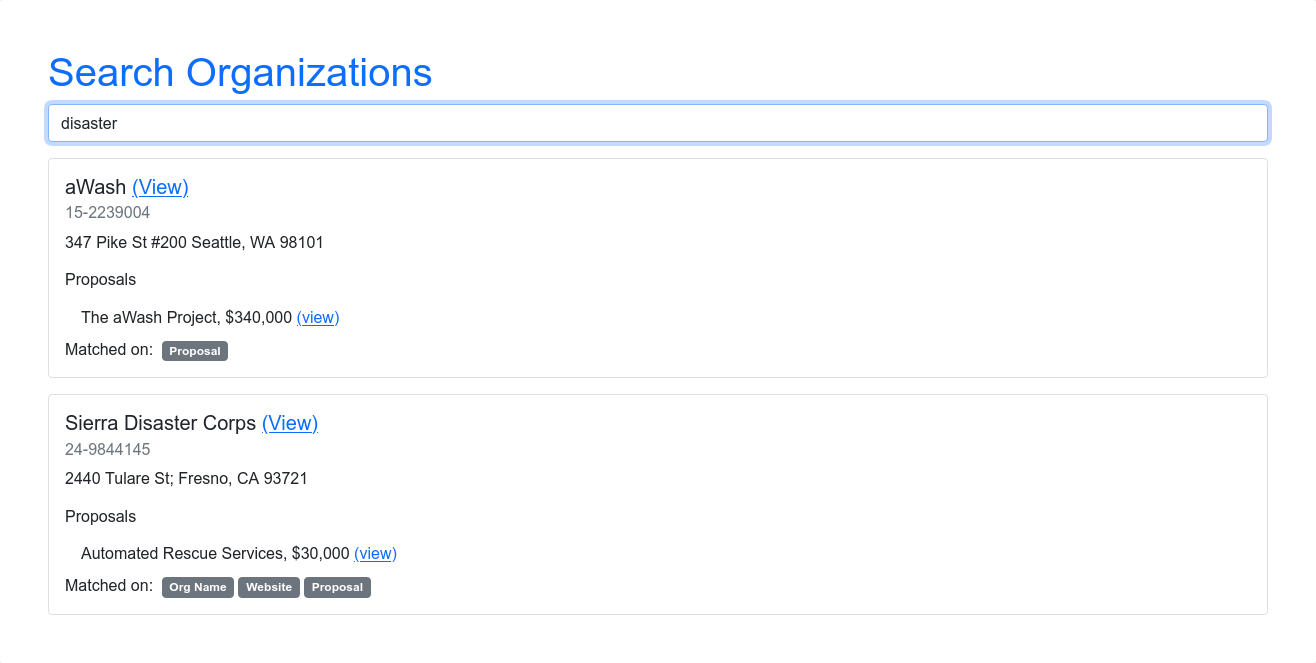 Search Organizations
disaster
aWash (View)
15-2239004
347 Pike St #200 Seattle, WA 98101
Proposals
The aWash Project, $340,000 (view)
Matched on: Proposal
Sierra Disaster Corps (View)
24-9844145
2440 Tulare St; Fresno, CA 93721
Proposals
Automated Rescue Services, $30,000 (view)
Matched on: Org Name Website Proposal